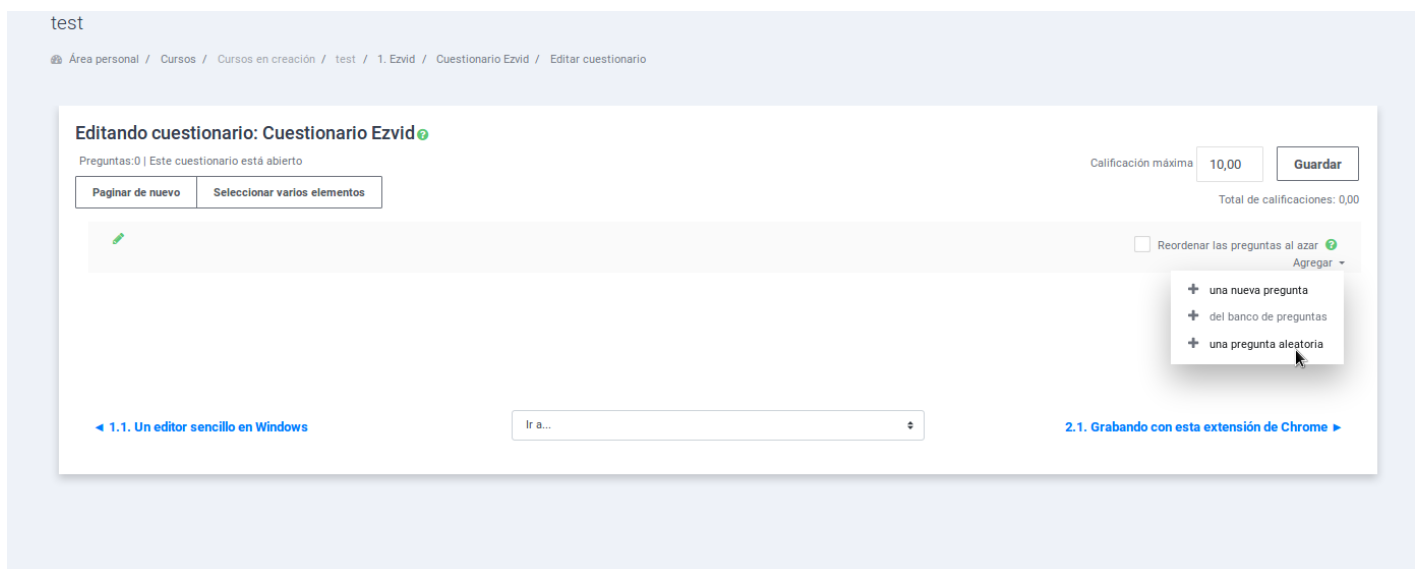 test
Área personal / Cursos / Cursos en creación / test / 1. Ezvid / Cuestionario Ezvid / Editar cuestionario
Editando cuestionario: Cuestionario Ezvid
Preguntas:0 | Este cuestionario está abierto
Calificación máxima 10,00 Guardar
Paginar de nuevo Seleccionar varios elementos
Total de calificaciones: 0,00
Reordenar las preguntas al azar
Agregar
una nueva pregunta
del banco de preguntas
una pregunta aleatoria
◄ 1.1. Un editor sencillo en Windows
Ir a...
2.1. Grabando con esta extensión de Chrome ►